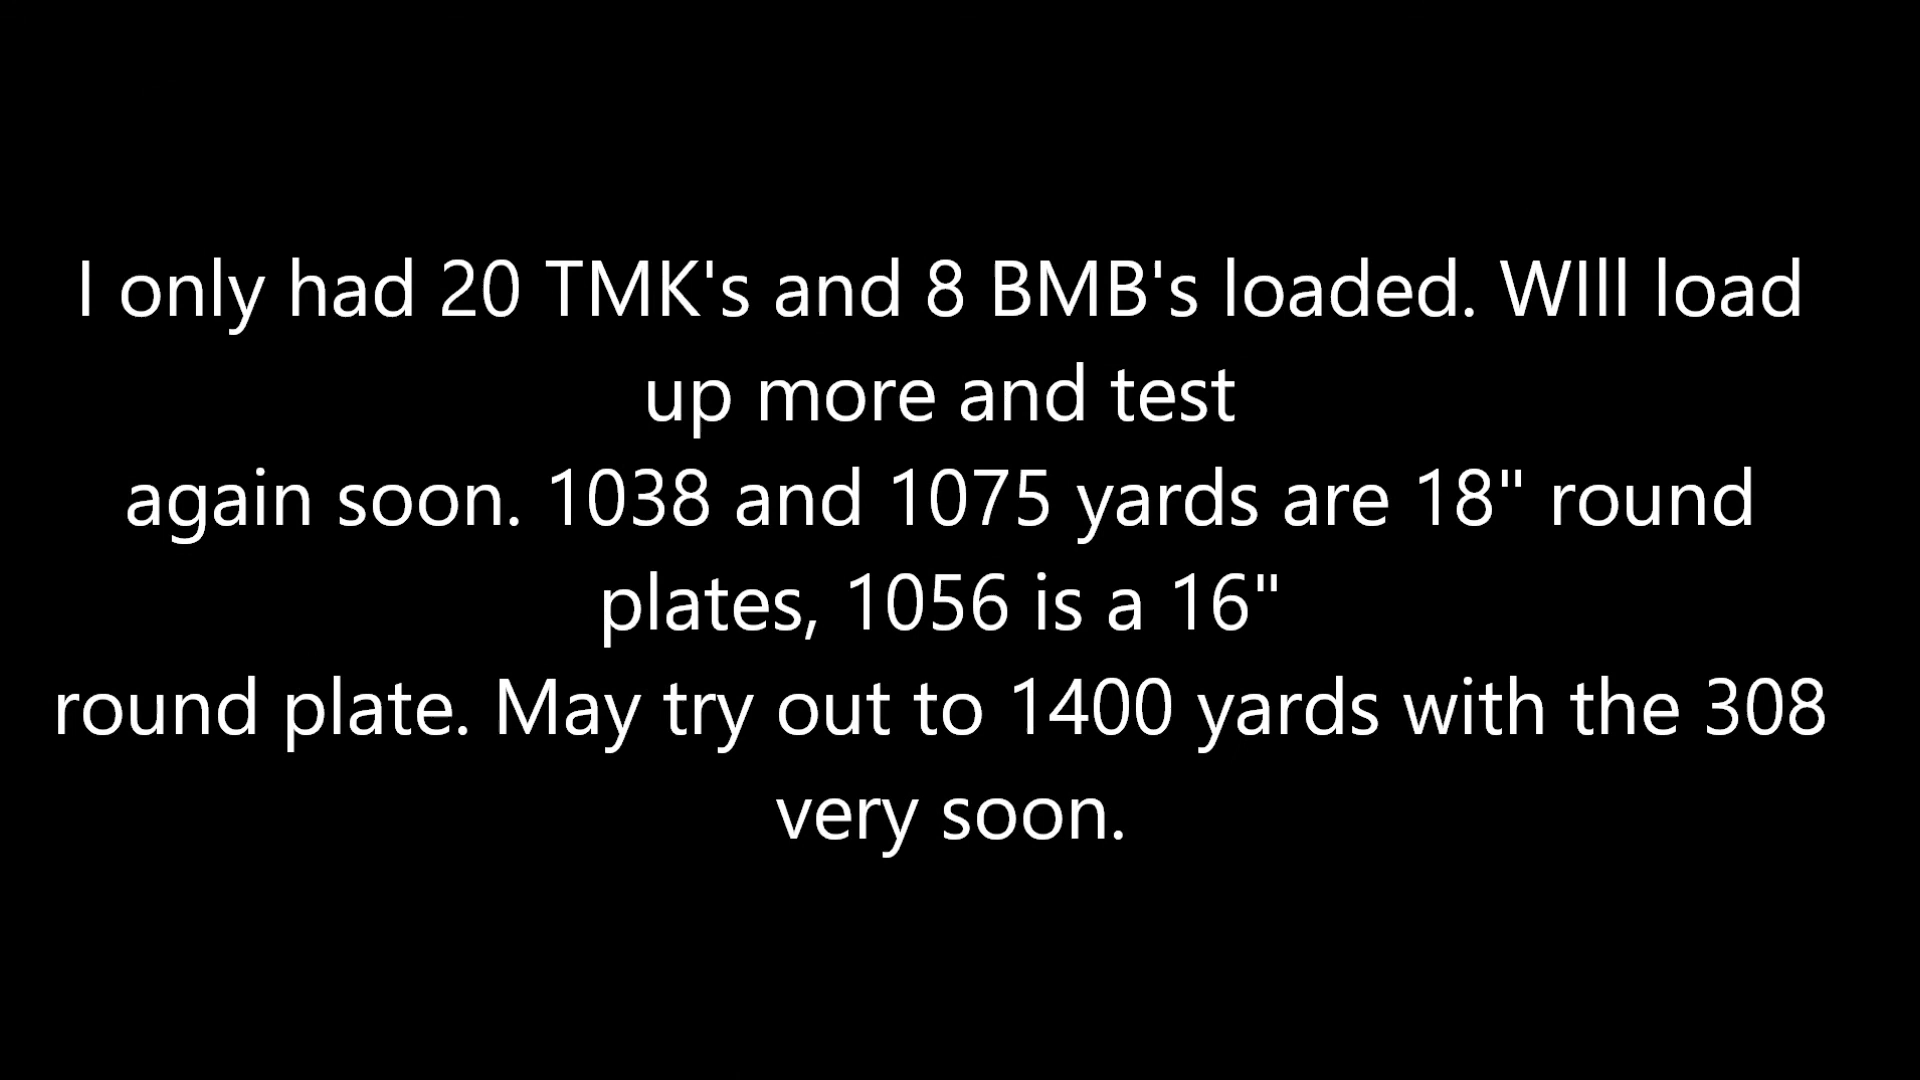 I only had 20 TMK's and 8 BMB's loaded. WIll load
up more and test
again soon. 1038 and 1075 yards are 18" round
plates, 1056 is a 16"
round plate. May try out to 1400 yards with the 308
very soon.